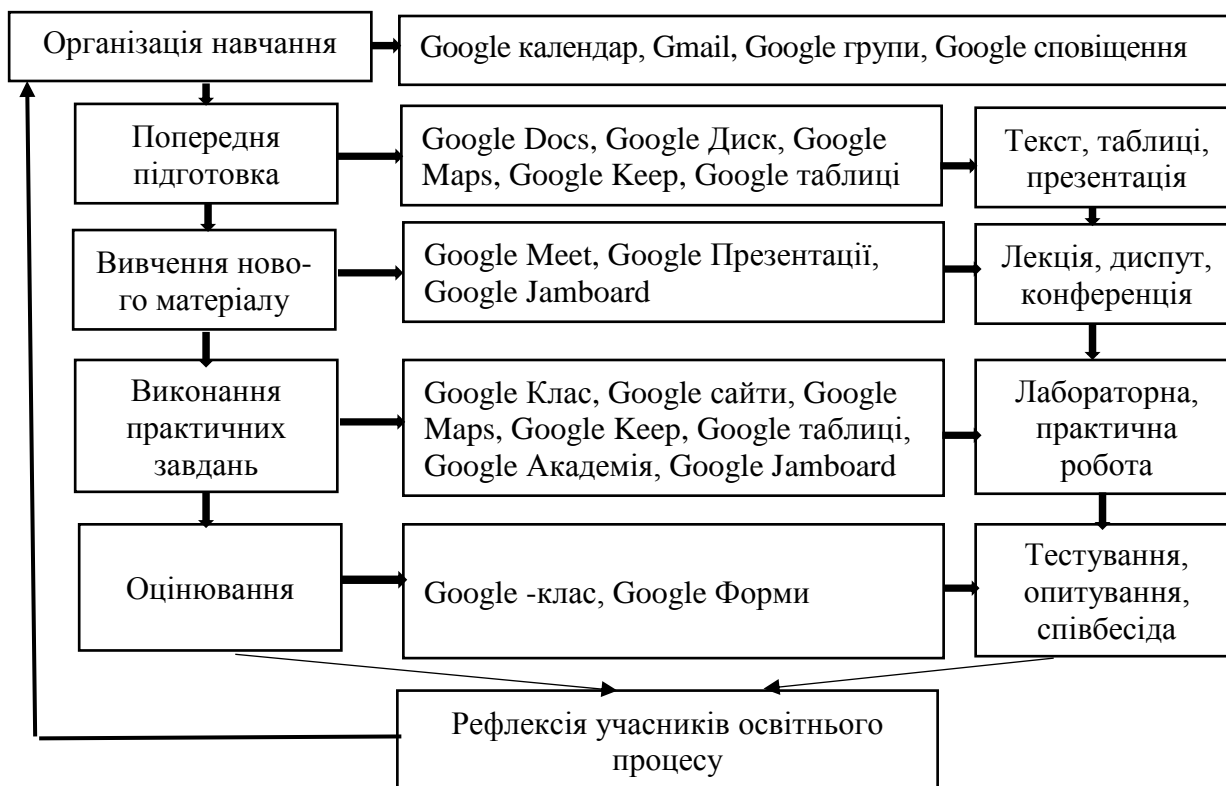 Організація навчання
Google календар, Gmail, Google групи, Google сповіщення
Попередня
підготовка
Google Docs, Google Диск, Google
Maps, Google Keep, Google таблиці
Текст, таблиці,
презентація
Вивчення ново-
го матеріалу
Google Meet, Google Презентації,
Google Jamboard
Лекція, диспут,
конференція
Виконання
практичних
завдань
Google Клас, Google сайти, Google
Maps, Google Keep, Google таблиці,
Google Академія, Google Jamboard
Лабораторна,
практична
робота
Оцінювання
Google -клас, Google Форми
Тестування,
опитування,
співбесіда
Рефлексія учасників освітнього
процесу